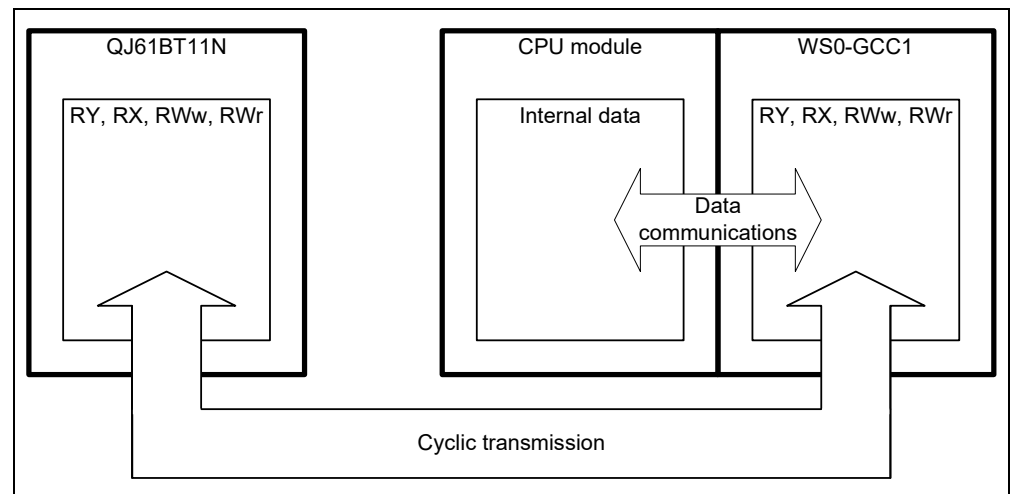 QJ61BT11N
CPU module
WS0-GCC1
RY, RX, RWw, RWr
Internal data
RY, RX, RWw, RWr
Data
communications
Cyclic transmission